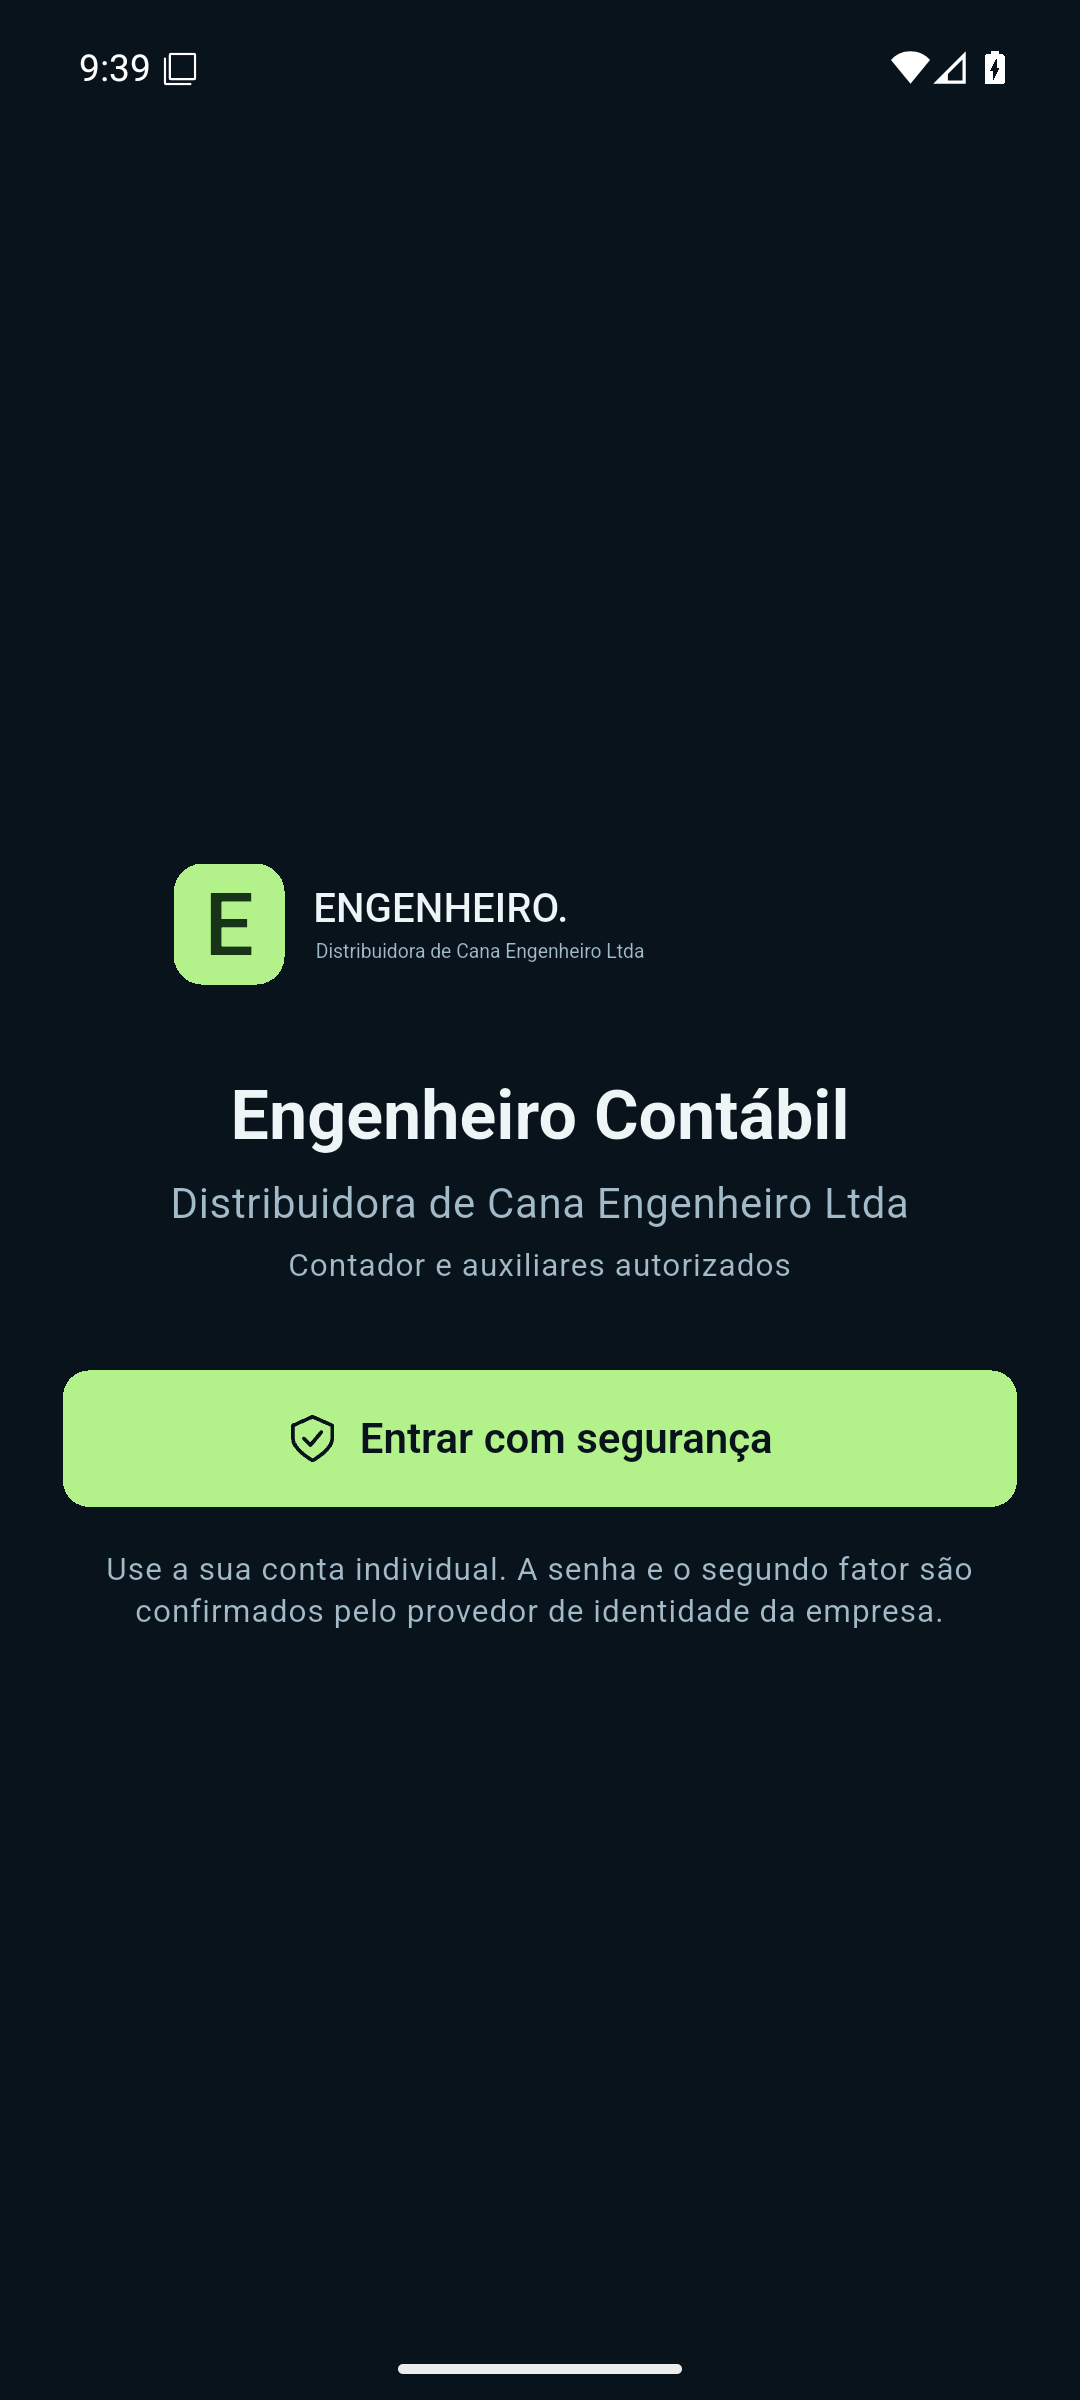 9:39
E
ENGENHEIRO.
Distribuidora de Cana Engenheiro Ltda
Engenheiro Contábil
Distribuidora de Cana Engenheiro Ltda
Contador e auxiliares autorizados
Entrar com segurança
Use a sua conta individual. A senha e o segundo fator são
confirmados pelo provedor de identidade da empresa.